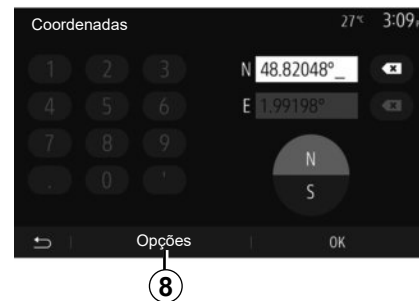 Coordenadas 27° 3:09
1 2 3 N 48.82048°_
4 5 6 E 1.99198°
7 8 9 N
. 0 ' S
Opções OK
8